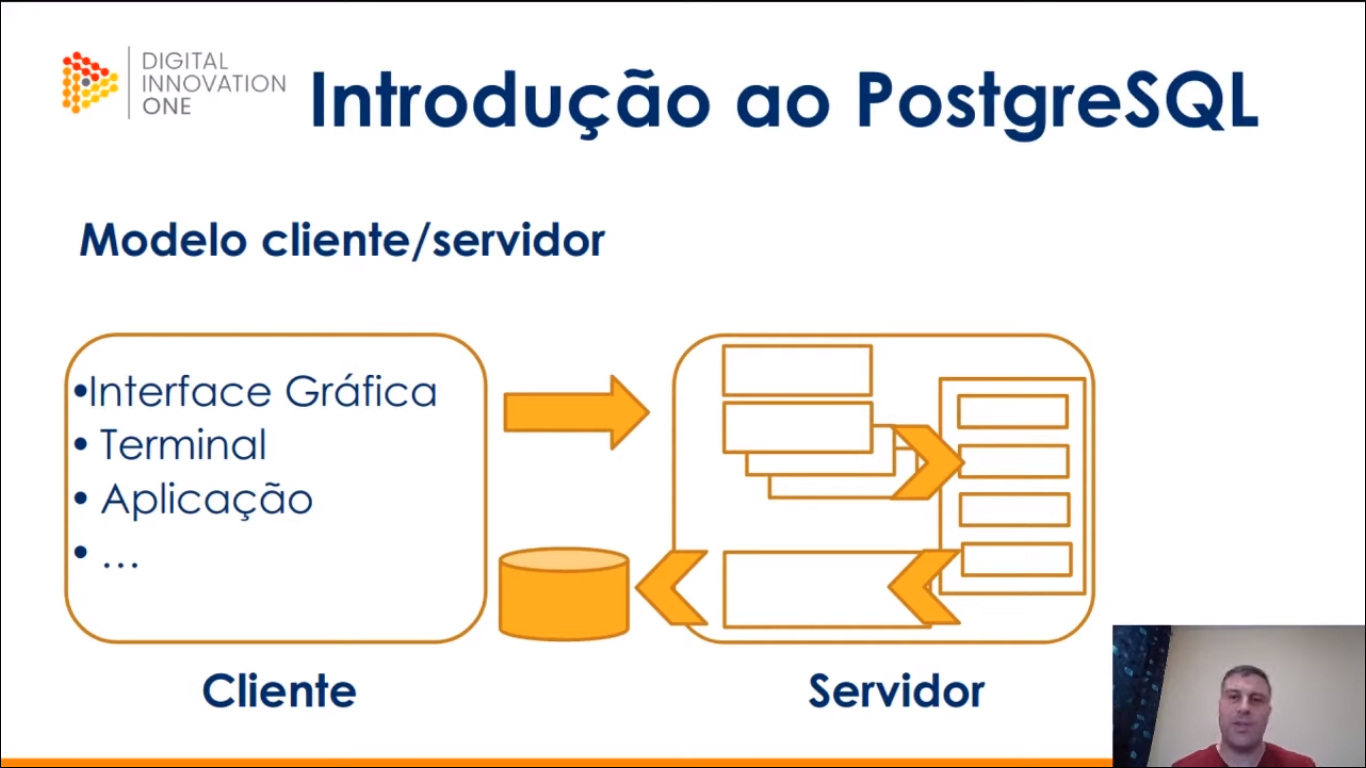 DIGITAL
INNOVATION
ONE
Introdução ao PostgreSQL
Modelo cliente/servidor
•Interface Gráfica
• Terminal
• Aplicação
• ...
Cliente
Servidor